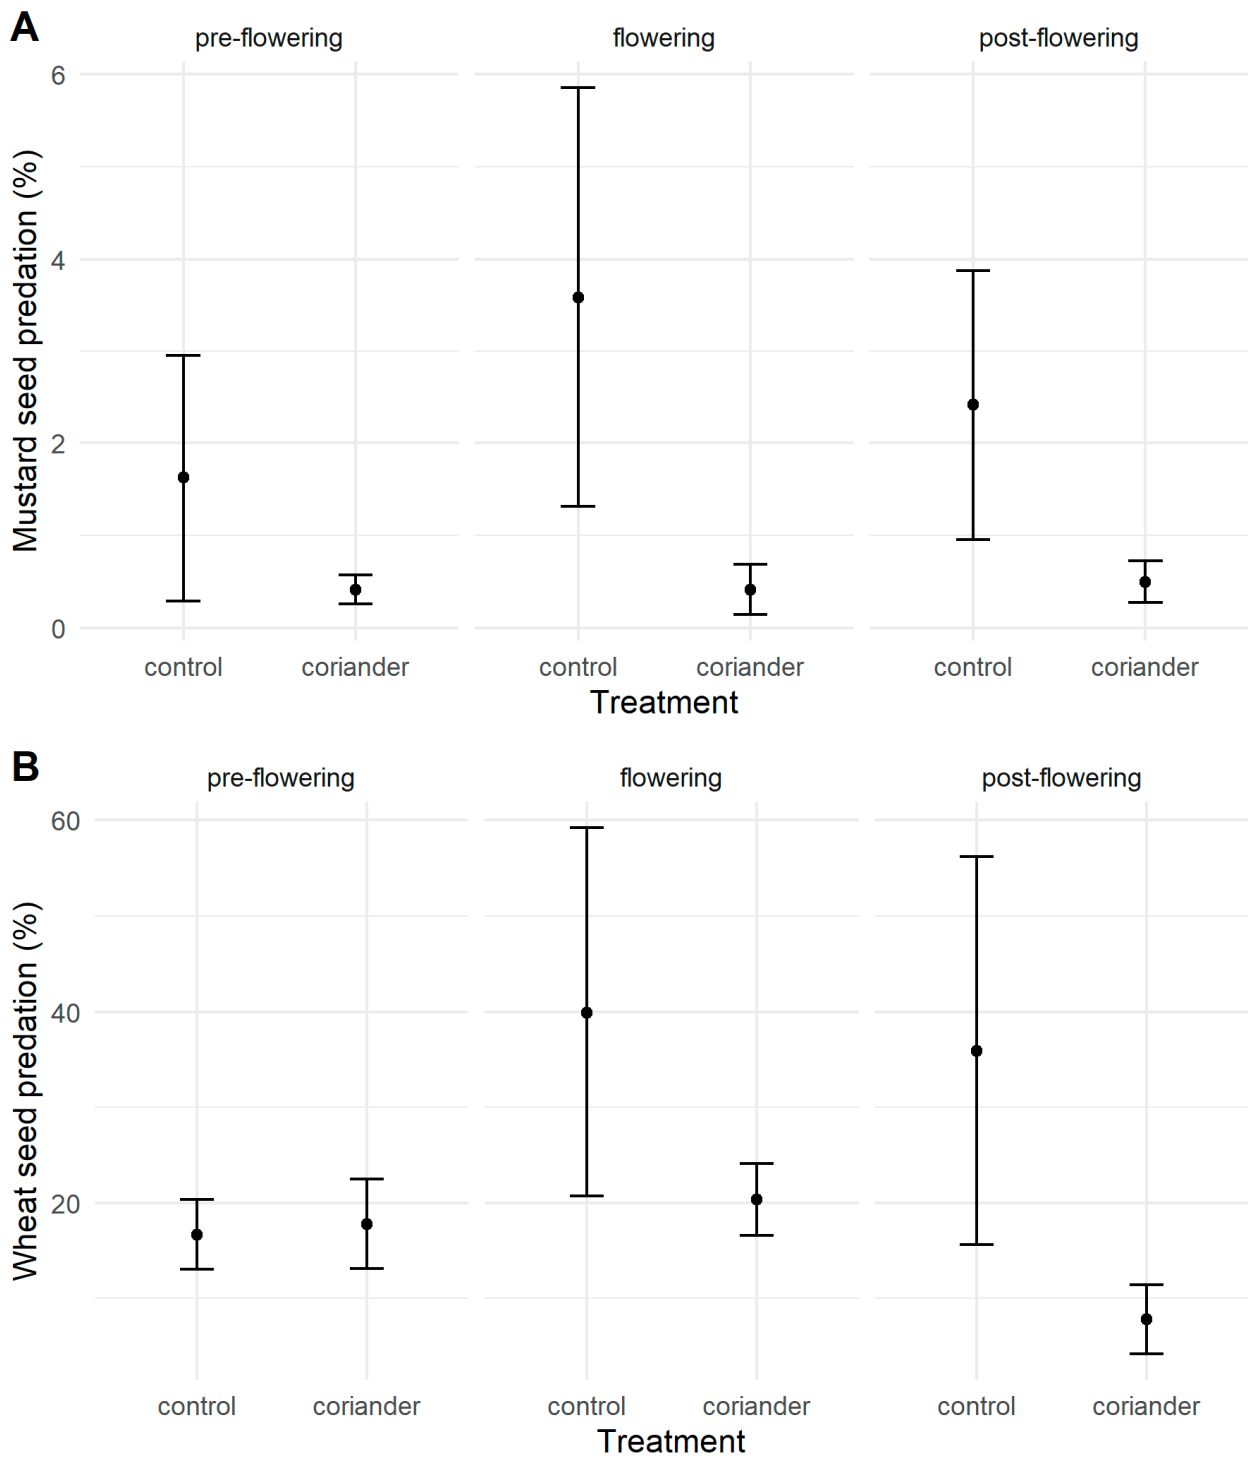 A
pre-flowering flowering post-flowering
Mustard seed predation (%)
6
4
2
0
control coriander control coriander control coriander
Treatment
B
pre-flowering flowering post-flowering
Wheat seed predation (%)
60
40
20
control coriander control coriander control coriander
Treatment